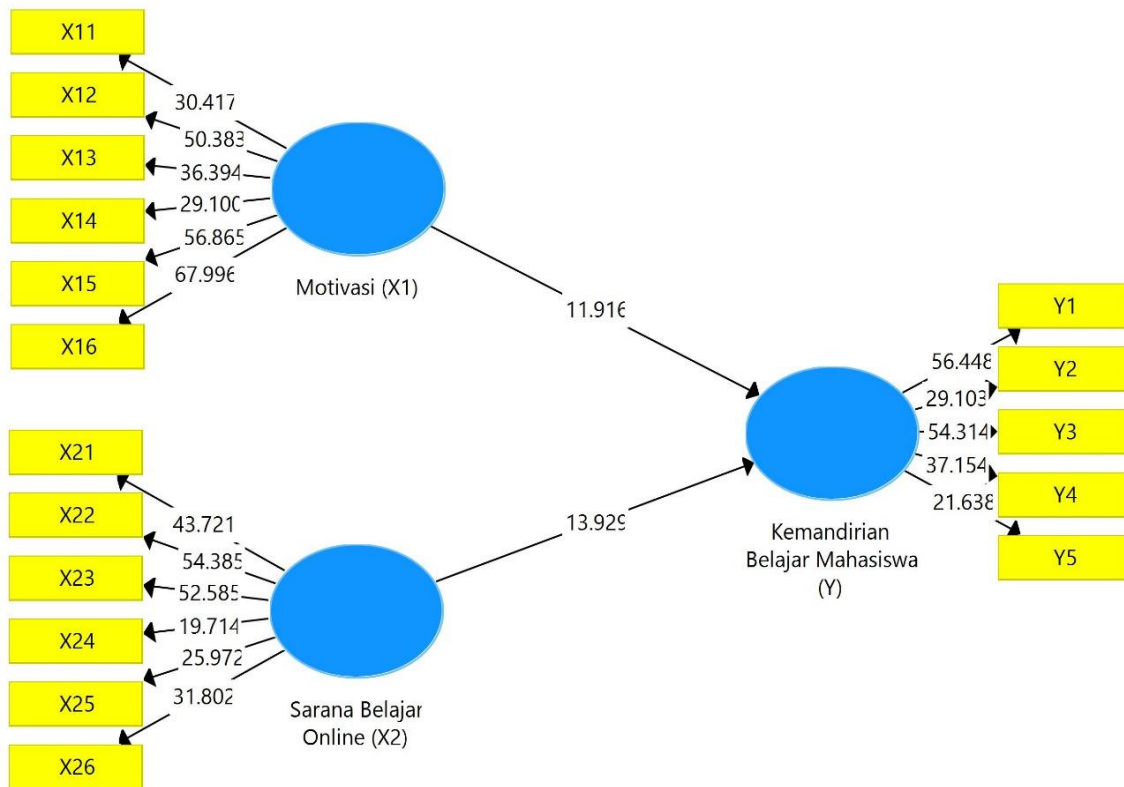 X11
X12
X13
X14
X15
X16
30.417
50.383
36.394
29.100
56.865
67.996
Motivasi (X1)
11.916
X21
X22
X23
X24
X25
X26
43.721
54.385
52.585
19.714
25.972
31.802
Sarana Belajar
Online (X2)
13.929
Kemandirian
Belajar Mahasiswa
(Y)
56.448
29.103
54.314
37.154
21.638
Y1
Y2
Y3
Y4
Y5